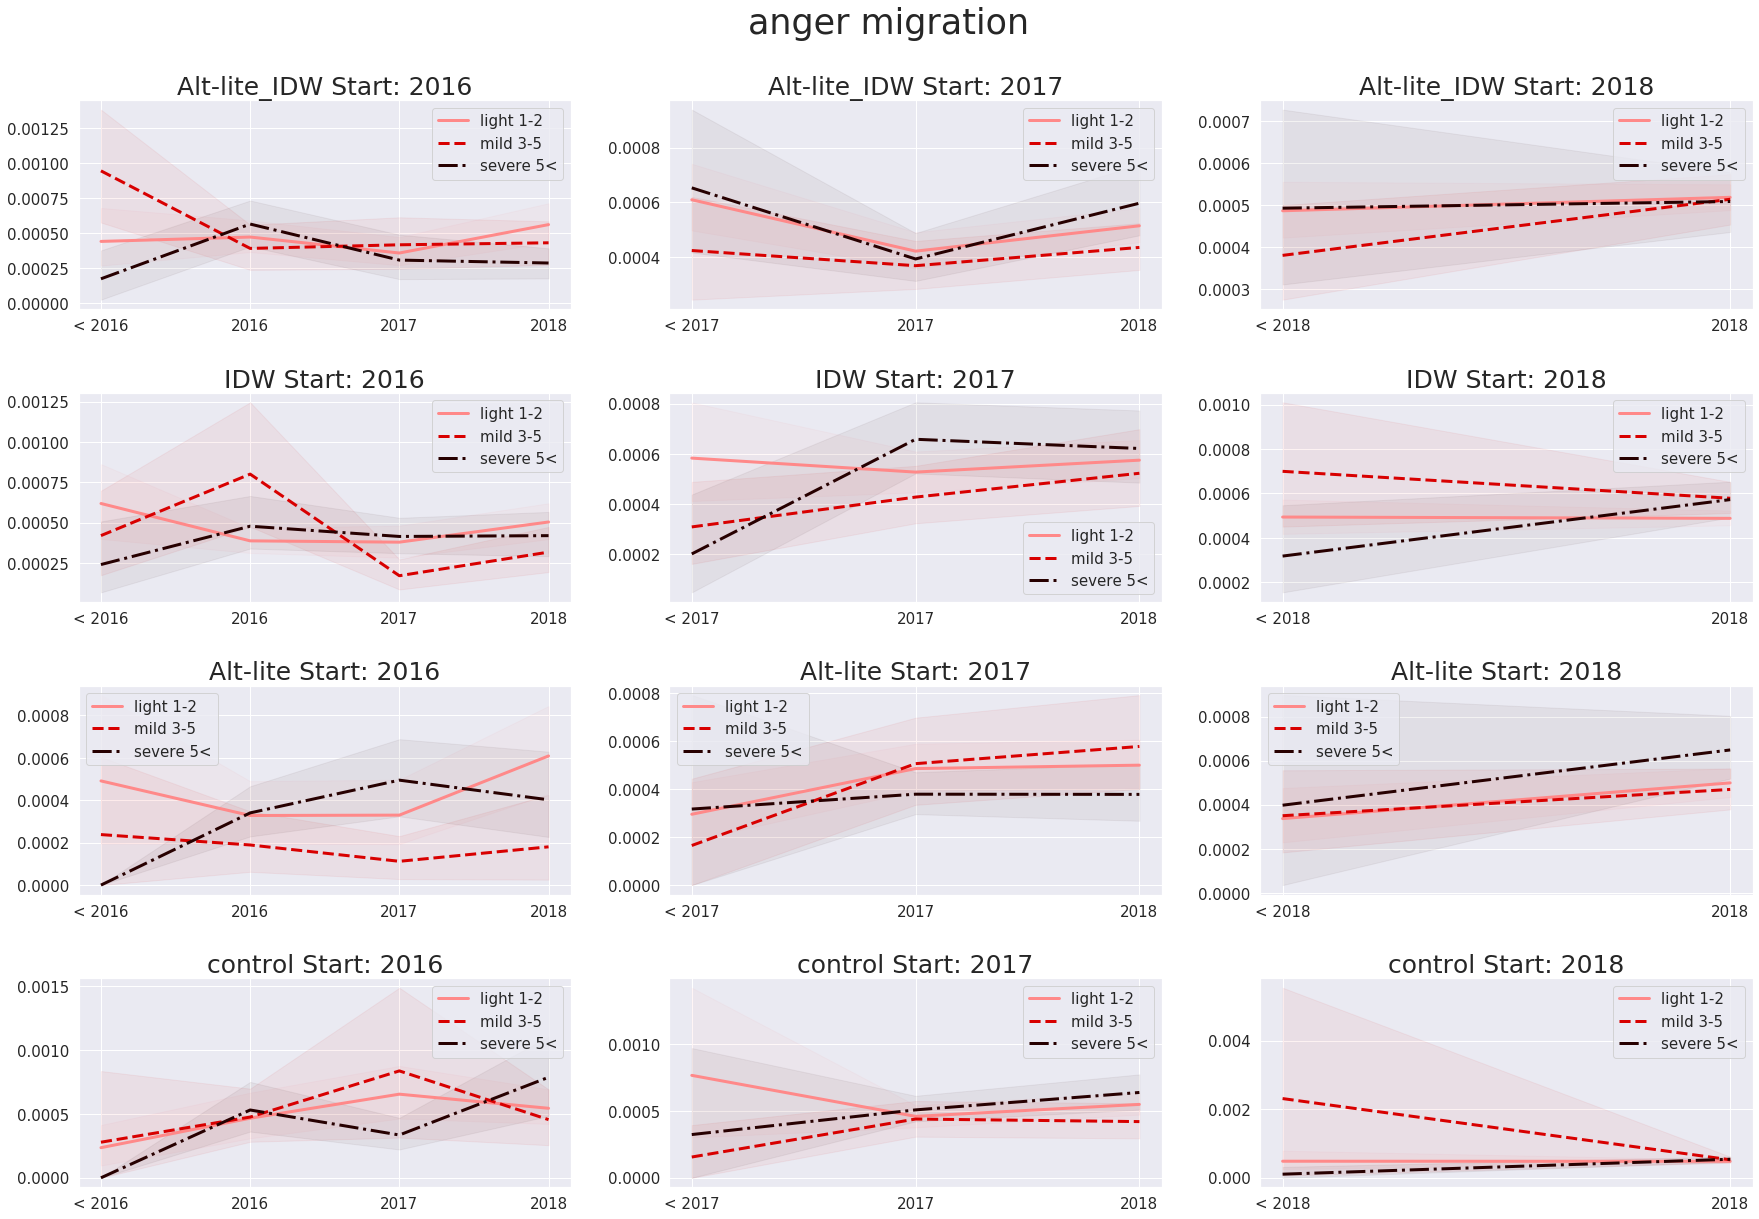 anger migration
Alt-lite_IDW Start: 2016
0.00125
0.00100
0.00075
0.00050
0.00025
0.00000
light 1-2
mild 3-5
severe 5<
< 2016
2016
2017
2018
Alt-lite_IDW Start: 2017
0.0008
0.0006
0.0004
light 1-2
mild 3-5
severe 5<
< 2017
2017
2018
Alt-lite_IDW Start: 2018
0.0007
0.0006
0.0005
0.0004
0.0003
light 1-2
mild 3-5
severe 5<
< 2018
2018
IDW Start: 2016
0.00125
0.00100
0.00075
0.00050
0.00025
light 1-2
mild 3-5
severe 5<
< 2016
2016
2017
2018
IDW Start: 2017
0.0008
0.0006
0.0004
0.0002
light 1-2
mild 3-5
severe 5<
< 2017
2017
2018
IDW Start: 2018
0.0010
0.0008
0.0006
0.0004
0.0002
light 1-2
mild 3-5
severe 5<
< 2018
2018
Alt-lite Start: 2016
0.0008
0.0006
0.0004
0.0002
0.0000
light 1-2
mild 3-5
severe 5<
< 2016
2016
2017
2018
Alt-lite Start: 2017
0.0008
0.0006
0.0004
0.0002
0.0000
light 1-2
mild 3-5
severe 5<
< 2017
2017
2018
Alt-lite Start: 2018
0.0008
0.0006
0.0004
0.0002
0.0000
light 1-2
mild 3-5
severe 5<
< 2018
2018
control Start: 2016
0.0015
0.0010
0.0005
0.0000
light 1-2
mild 3-5
severe 5<
< 2016
2016
2017
2018
control Start: 2017
0.0010
0.0005
0.0000
light 1-2
mild 3-5
severe 5<
< 2017
2017
2018
control Start: 2018
0.004
0.002
0.000
light 1-2
mild 3-5
severe 5<
< 2018
2018